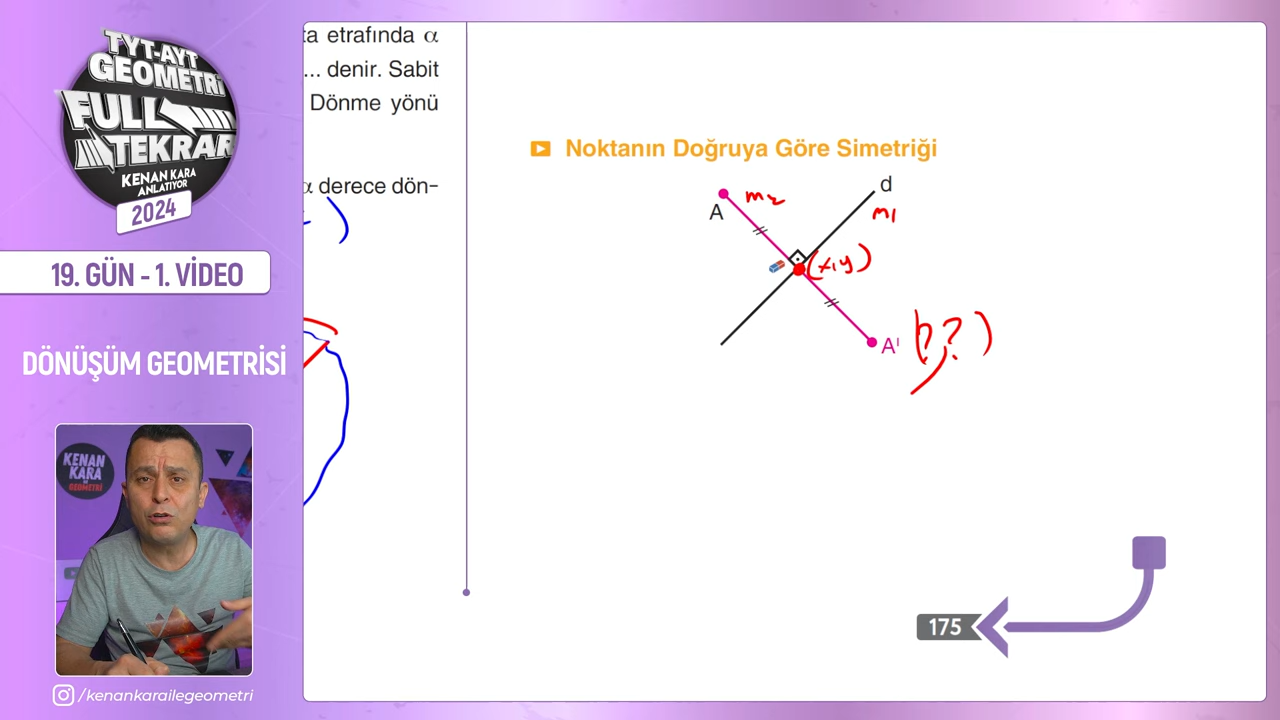 TYT-AYT
GEOMETRİ
FULL
TEKRAR
KENAN KARA
ANLATIYOR
2024
19. GÜN - 1. VİDEO
DÖNÜŞÜM GEOMETRİSİ
KENAN
KARA
GEOMETRİ
/kenankarailegeometri
ta etrafında α
... denir. Sabit
Dönme yönü
α derece dön-
Noktanın Doğruya Göre Simetriği
d
m1
A
m2
(x,y)
A'
(? ?)
175